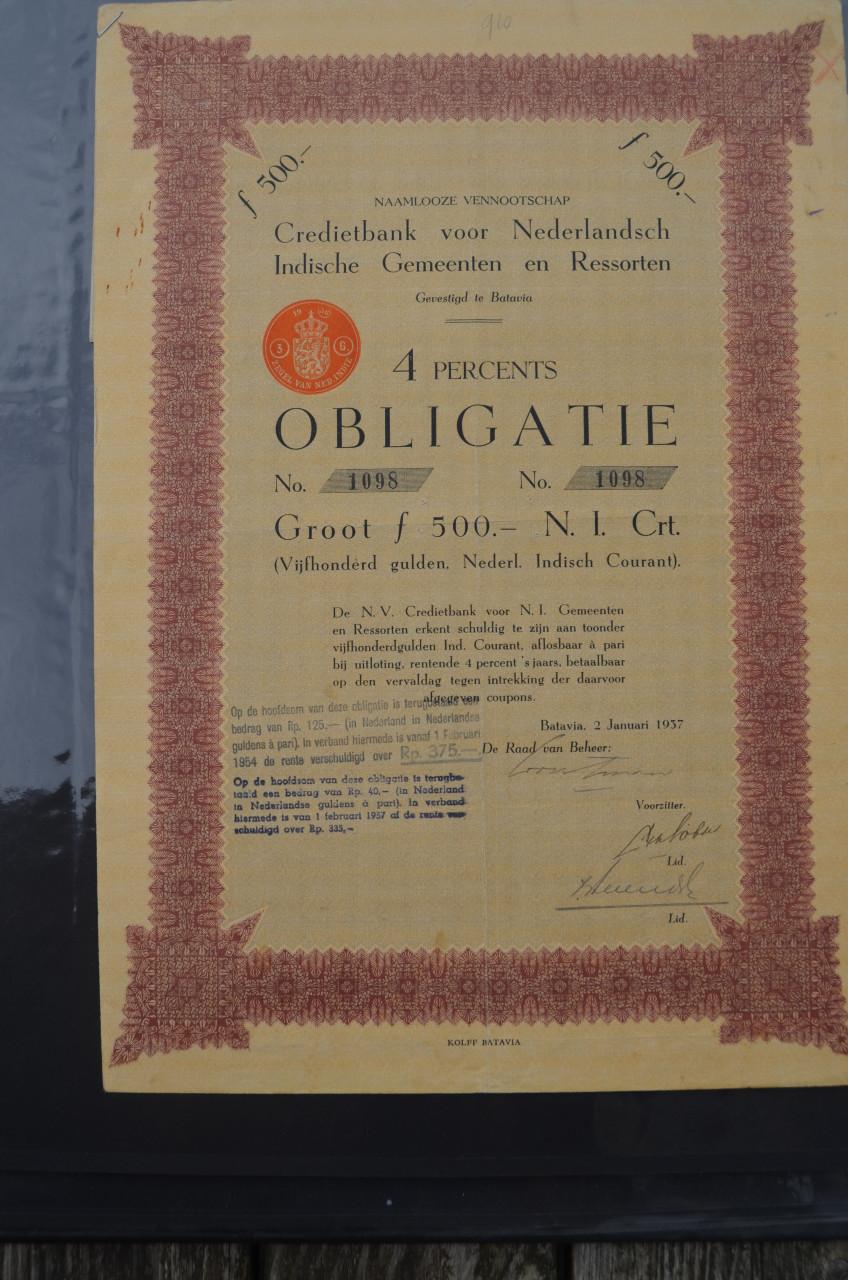 910
f 500.-
f 500.-
NAAMLOOZE VENNOOTSCHAP
Credietbank voor Nederlandsch
Indische Gemeenten en Ressorten
Gevestigd te Batavia
3 G.
ZEGEL VAN NED. INDIË
4 PERCENTS
OBLIGATIE
No. 1098 No. 1098
Groot f 500.– N. I. Crt.
(Vijfhonderd gulden, Nederl. Indisch Courant).
De N. V. Credietbank voor N. I. Gemeenten
en Ressorten erkent schuldig te zijn aan toonder
vijfhonderdgulden Ind. Courant, aflosbaar à pari
bij uitloting, rentende 4 percent 's jaars, betaalbaar
op den vervaldag tegen intrekking der daarvoor
afgegeven coupons.
Op de hoofdsom van deze obligatie is terugbetaald een
bedrag van Rp. 125.— (in Nederland in Nederlandse
guldens à pari). In verband hiermede is vanaf 1 Februari
1954 de rente verschuldigd over Rp. 375.—
Batavia, 2 Januari 1937
De Raad van Beheer:
Op de hoofdsom van deze obligatie is terugbe-
taald een bedrag van Rp. 40,- (in Nederland
in Nederlandse guldens à pari). In verband
hiermede is van 1 februari 1957 af de rente ver-
schuldigd over Rp. 335,-
Voorzitter.
Lid.
Lid.
KOLFF BATAVIA